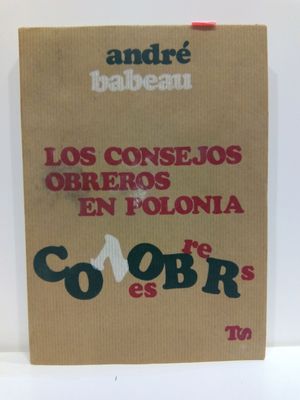 andré
babeau
LOS CONSEJOS
OBREROS
EN POLONIA